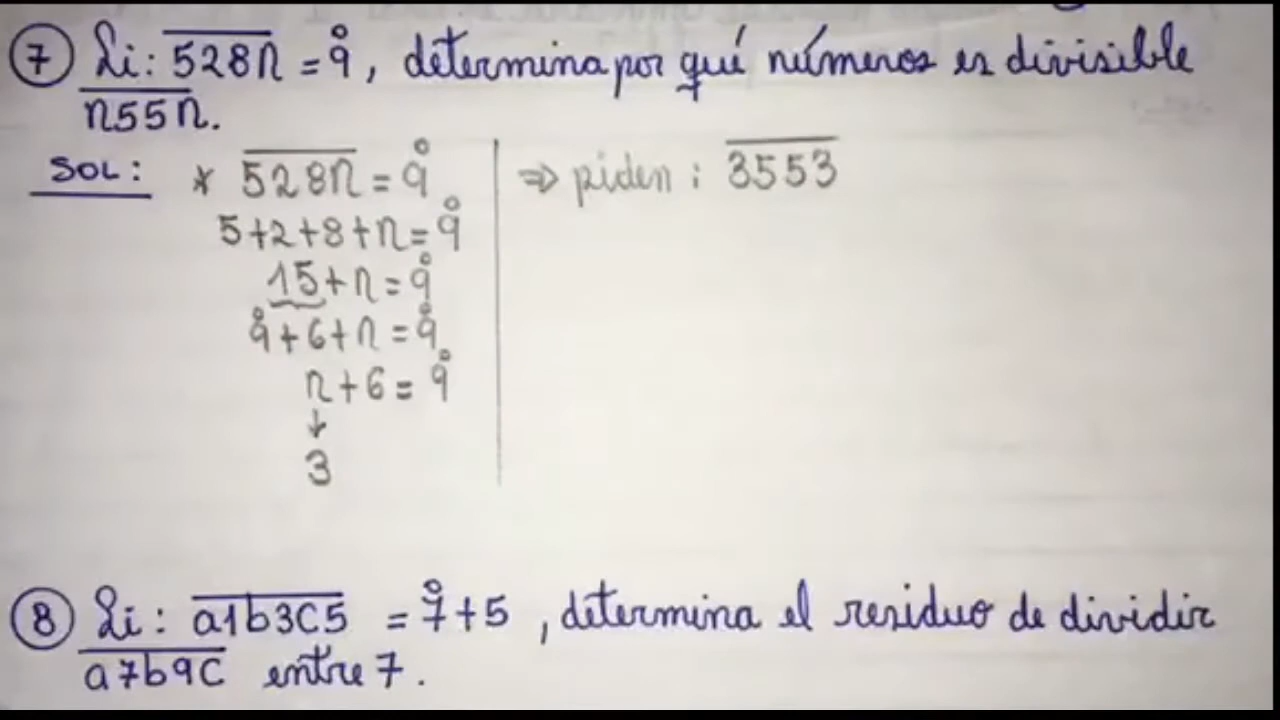 7 Si: 528n = 9°, determina por qué números es divisible
n55n.
SOL: * 528n = 9° ⇒ piden: 3553
5+2+8+n = 9°
15+n = 9°
9°+6+n = 9°
n+6 = 9°
↓
3
8 Si: a1b3c5 = 7°+5, determina el residuo de dividir
a7b9c entre 7.